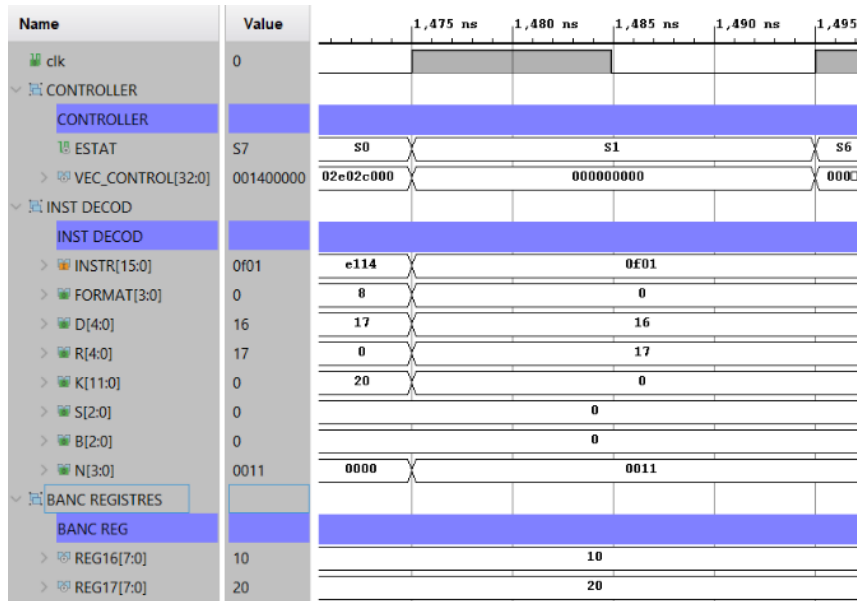 Name Value 1,475 ns 1,480 ns 1,485 ns 1,490 ns 1,495
clk 0
CONTROLLER
CONTROLLER
ESTAT S7 S0 S1 S6
VEC_CONTROL[32:0] 001400000 02e02c000 000000000 000
INST DECOD
INST DECOD
INSTR[15:0] 0f01 e114 0f01
FORMAT[3:0] 0 8 0
D[4:0] 16 17 16
R[4:0] 17 0 17
K[11:0] 0 20 0
S[2:0] 0 0
B[2:0] 0 0
N[3:0] 0011 0000 0011
BANC REGISTRES
BANC REG
REG16[7:0] 10 10
REG17[7:0] 20 20